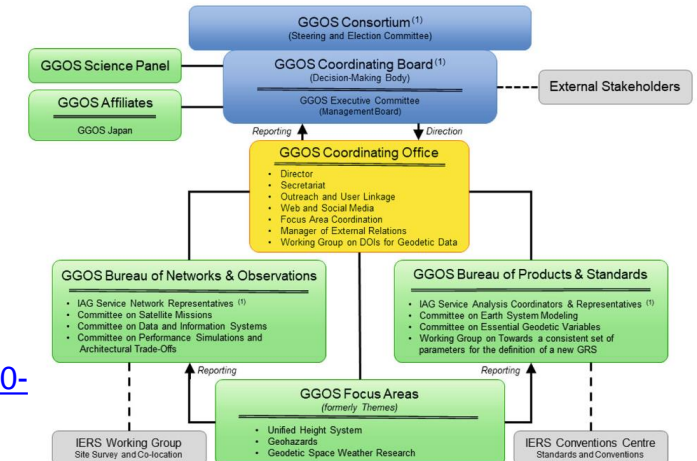 GGOS Consortium (1)
(Steering and Election Committee)
GGOS Science Panel
GGOS Coordinating Board (1)
(Decision-Making Body)
GGOS Executive Committee
(Management Board)
External Stakeholders
GGOS Affiliates
GGOS Japan
Reporting
Direction
GGOS Coordinating Office
• Director
• Secretariat
• Outreach and User Linkage
• Web and Social Media
• Focus Area Coordination
• Manager of External Relations
• Working Group on DOIs for Geodetic Data
GGOS Bureau of Networks & Observations
• IAG Service Network Representatives (1)
• Committee on Satellite Missions
• Committee on Data and Information Systems
• Committee on Performance Simulations and
Architectural Trade-Offs
GGOS Bureau of Products & Standards
• IAG Service Analysis Coordinators & Representatives (1)
• Committee on Earth System Modeling
• Committee on Essential Geodetic Variables
• Working Group on Towards a consistent set of
parameters for the definition of a new GRS
0-
Reporting
Reporting
GGOS Focus Areas
(formerly Themes)
• Unified Height System
• Geohazards
• Geodetic Space Weather Research
IERS Working Group
Site Survey and Co-location
IERS Conventions Centre
Standards and Conventions